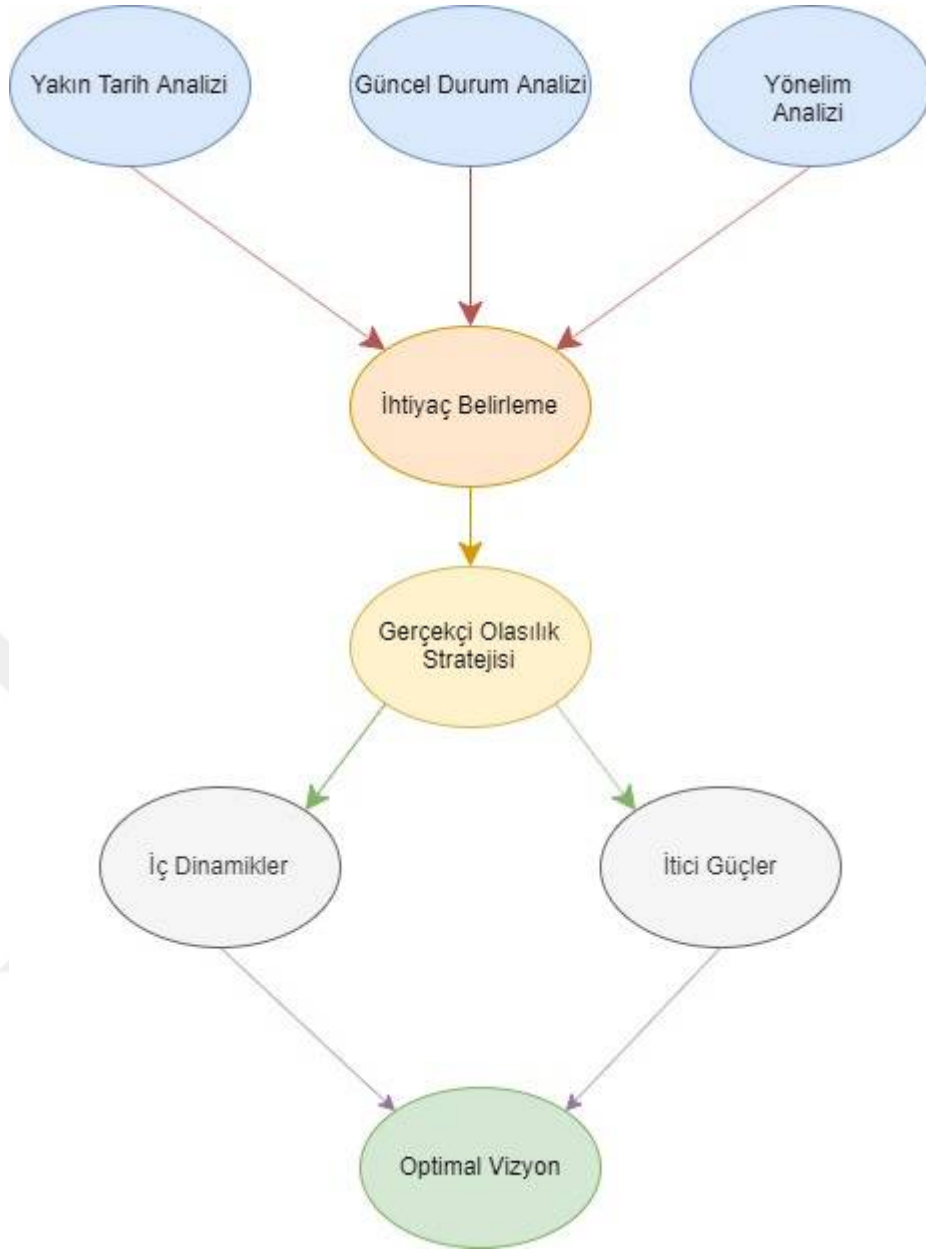 Yakın Tarih Analizi
Güncel Durum Analizi
Yönelim
Analizi
İhtiyaç Belirleme
Gerçekçi Olasılık
Stratejisi
İç Dinamikler
İtici Güçler
Optimal Vizyon